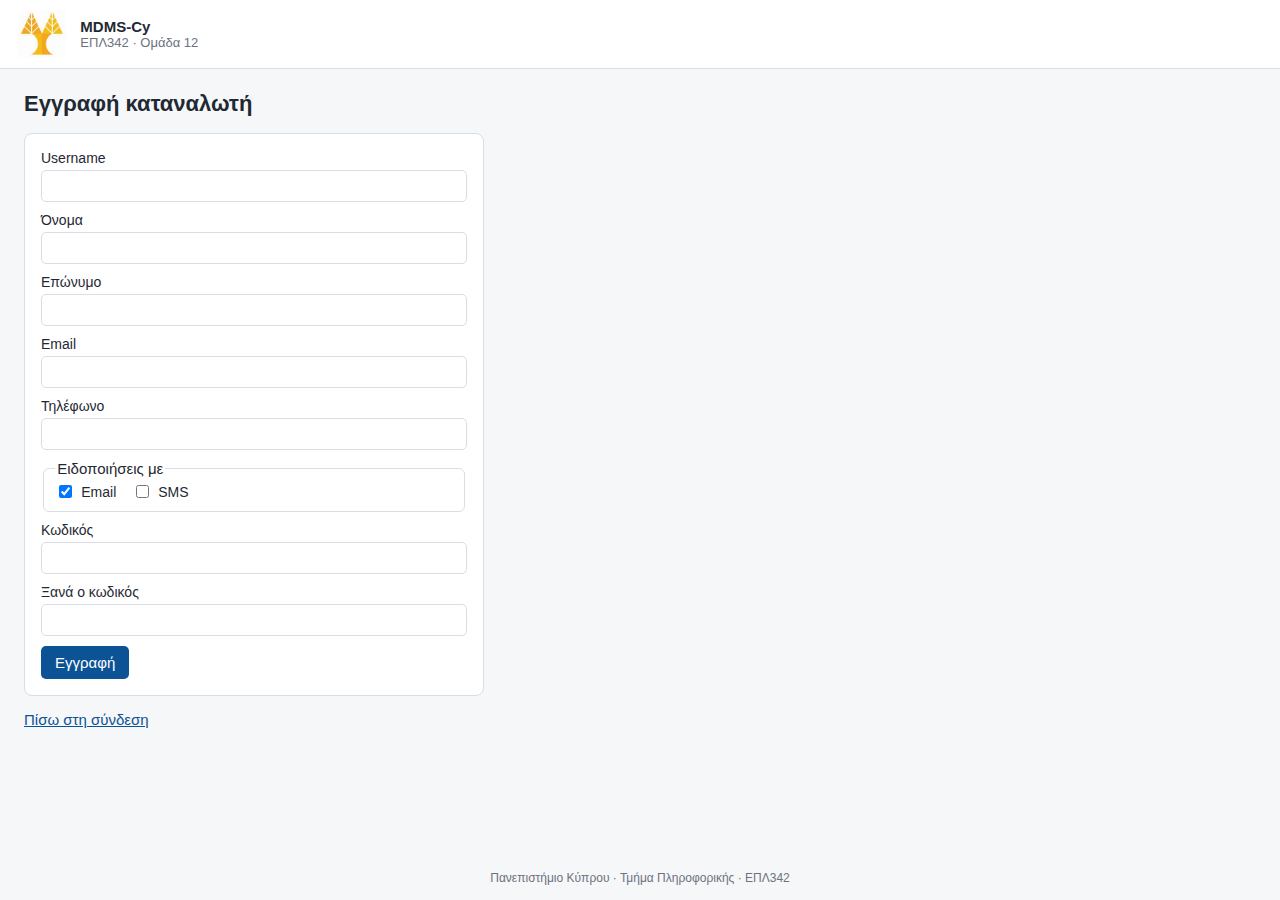 MDMS-Cy
ΕΠΛ342 · Ομάδα 12
Εγγραφή καταναλωτή
Username
Όνομα
Επώνυμο
Email
Τηλέφωνο
Ειδοποιήσεις με
Email SMS
Κωδικός
Ξανά ο κωδικός
Εγγραφή
Πίσω στη σύνδεση
Πανεπιστήμιο Κύπρου · Τμήμα Πληροφορικής · ΕΠΛ342